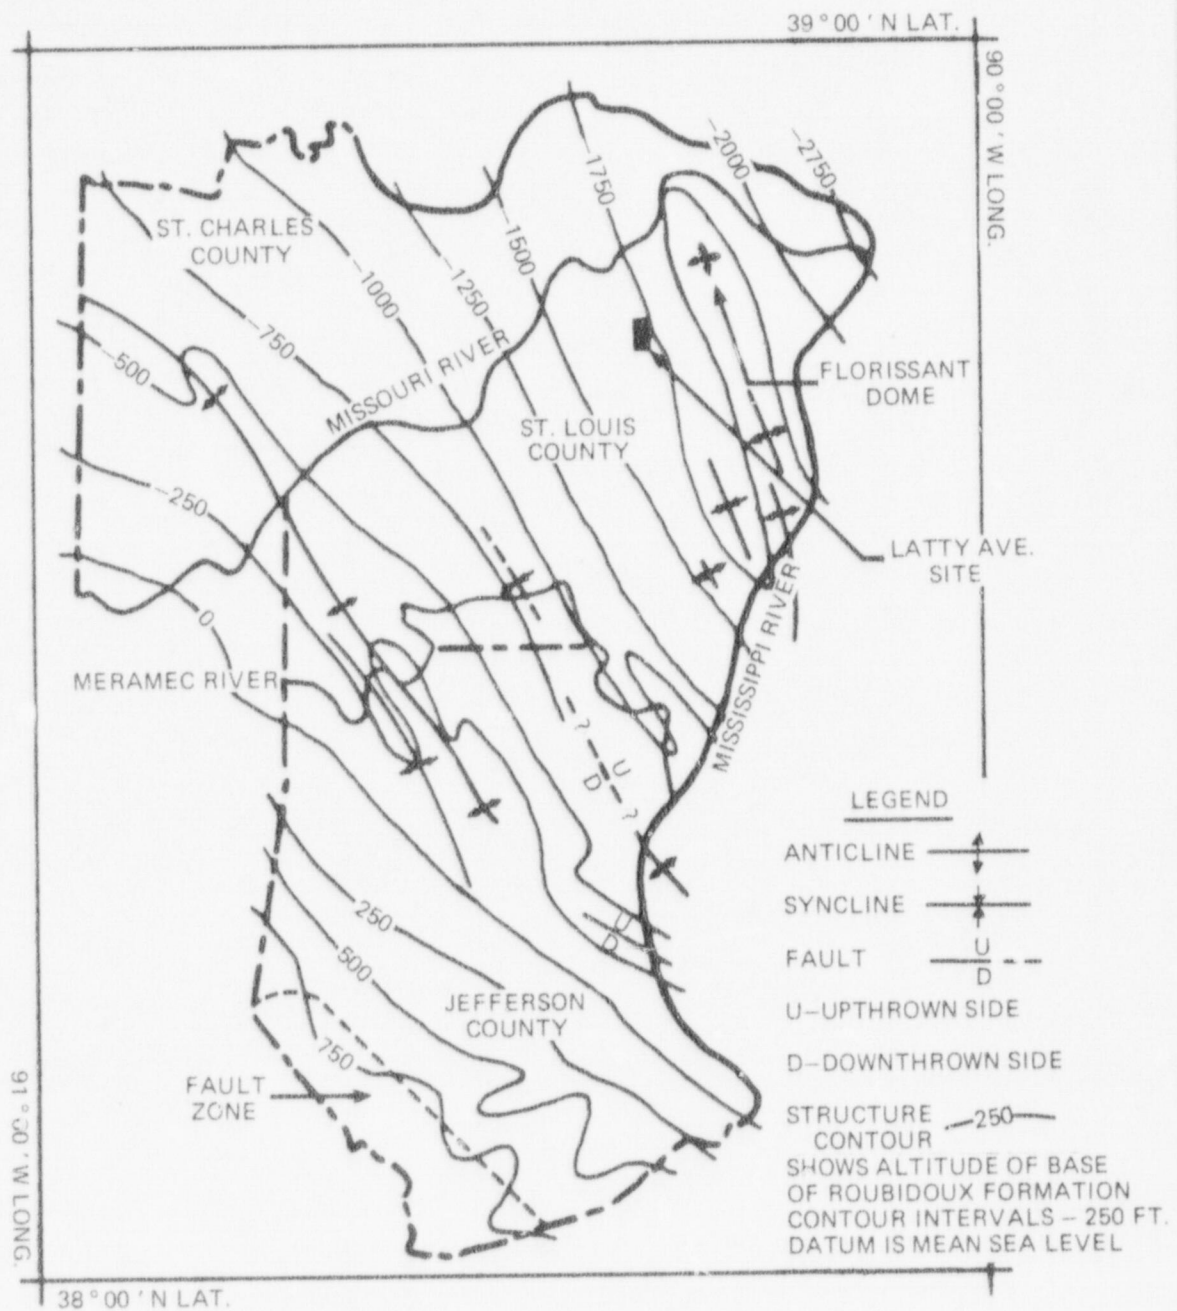 39°00'N LAT.
90°00'W LONG.
-2000
-2750
-1750
ST. CHARLES
COUNTY
-1500
-1000
-1250
-750
-500
MISSOURI RIVER
FLORISSANT
DOME
ST. LOUIS
COUNTY
-250
LATTY AVE.
SITE
0
MERAMEC RIVER
MISSISSIPPI RIVER
?
U
D
?
LEGEND
ANTICLINE
SYNCLINE
250
U
D
FAULT
U
D
500
JEFFERSON
COUNTY
U-UPTHROWN SIDE
750
D-DOWNTHROWN SIDE
FAULT
ZONE
STRUCTURE
CONTOUR
-250
SHOWS ALTITUDE OF BASE
OF ROUBIDOUX FORMATION
CONTOUR INTERVALS - 250 FT.
DATUM IS MEAN SEA LEVEL
W LONG.
38°00'N LAT.